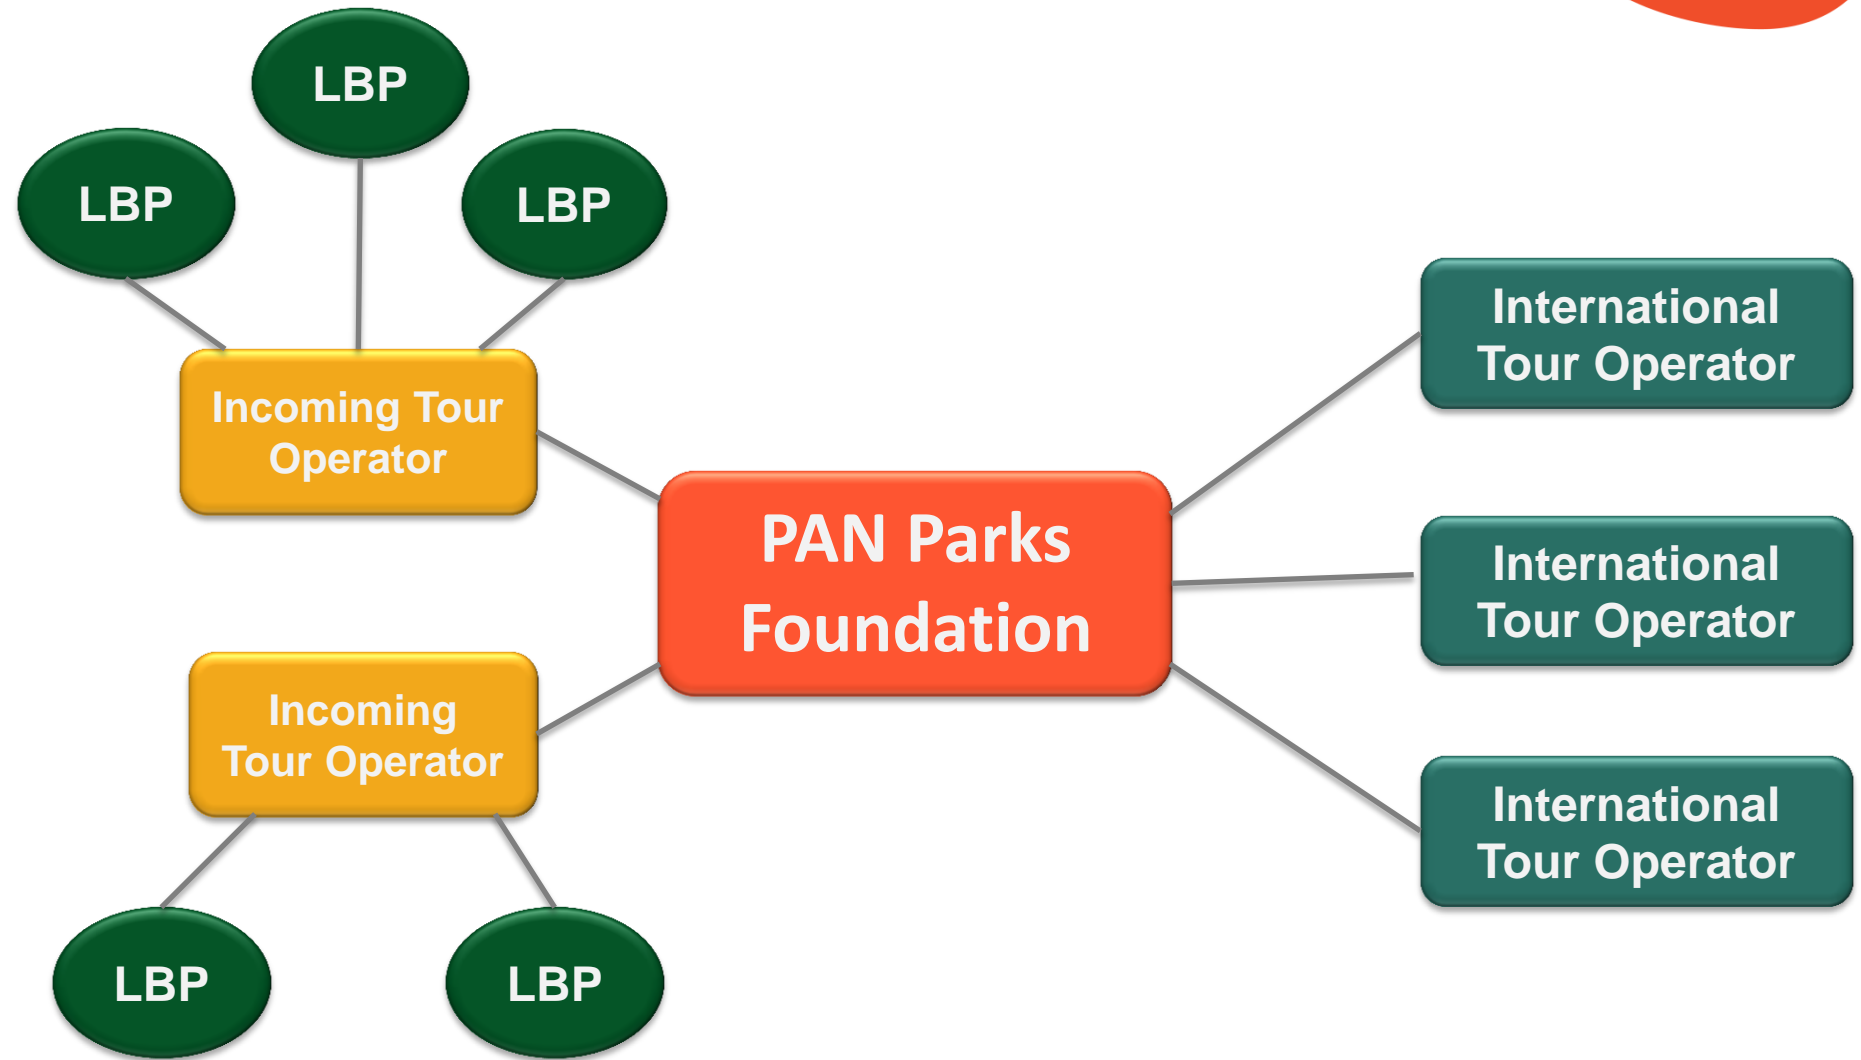 LBP
LBP
LBP
Incoming Tour
Operator
PAN Parks
Foundation
Incoming
Tour Operator
LBP
LBP
International
Tour Operator
International
Tour Operator
International
Tour Operator